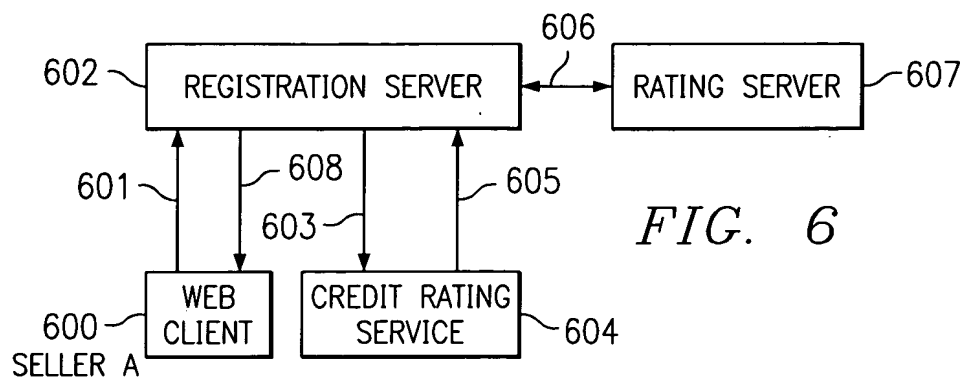 606
602
REGISTRATION SERVER
RATING SERVER
607
601
608
603
605
FIG. 6
600
WEB
CLIENT
CREDIT RATING
SERVICE
604
SELLER A